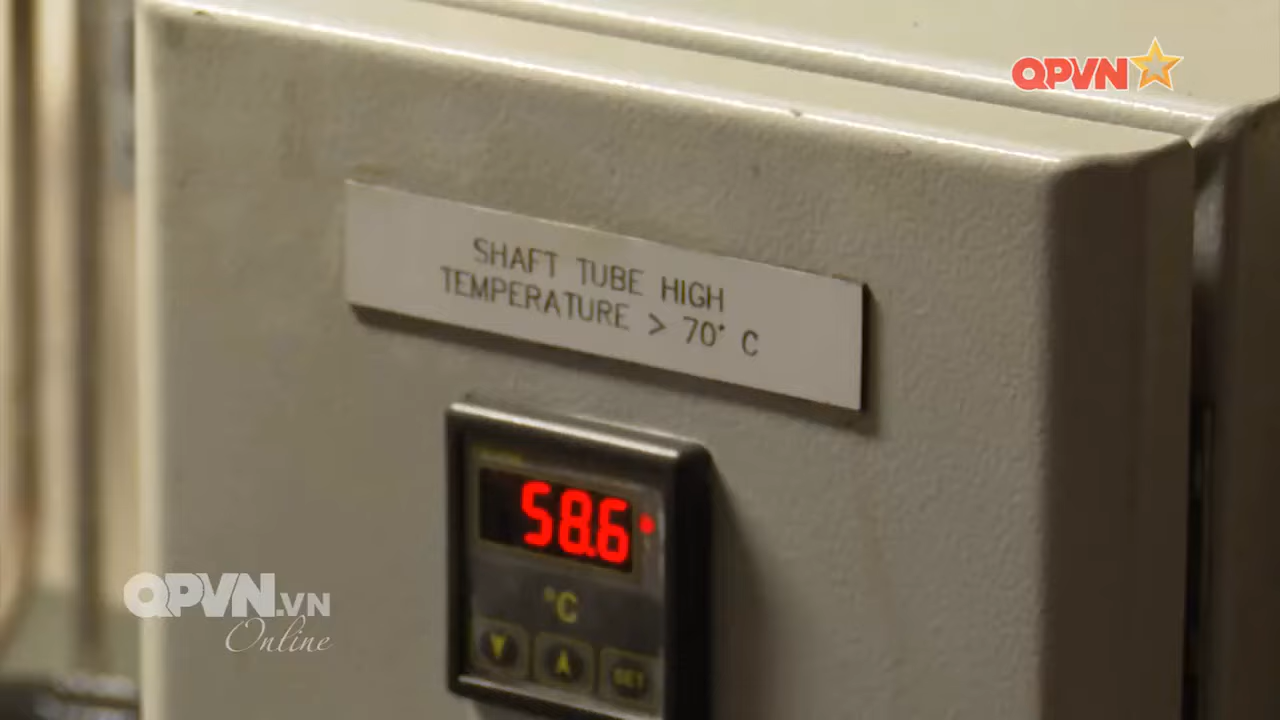 QPVN
SHAFT TUBE HIGH
TEMPERATURE > 70° C
58.6
°C
SET
QPVN.VN
Online